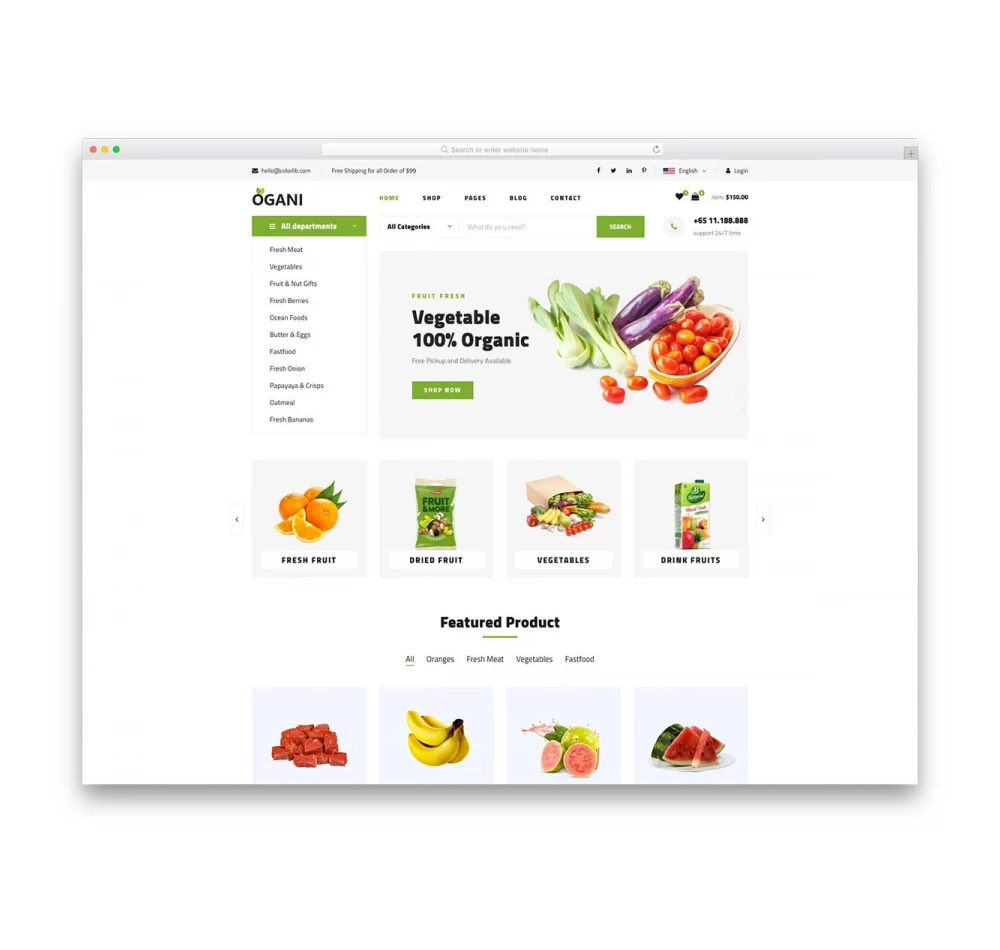 Search or enter website name
hello@colorlib.com Free Shipping for all Order of $99 English Login
OGANI HOME SHOP PAGES BLOG CONTACT item: $150.00
All departments All Categories What do yo u need? SEARCH +65 11.188.888
support 24/7 time
Fresh Meat
Vegetables
Fruit & Nut Gifts
Fresh Berries
Ocean Foods
Butter & Eggs
Fastfood
Fresh Onion
Papayaya & Crisps
Oatmeal
Fresh Bananas
FRUIT FRESH
Vegetable
100% Organic
Free Pickup and Delivery Available
SHOP NOW
FRUIT
&MORE
FRESH FRUIT DRIED FRUIT VEGETABLES DRINK FRUITS
Featured Product
All Oranges Fresh Meat Vegetables Fastfood